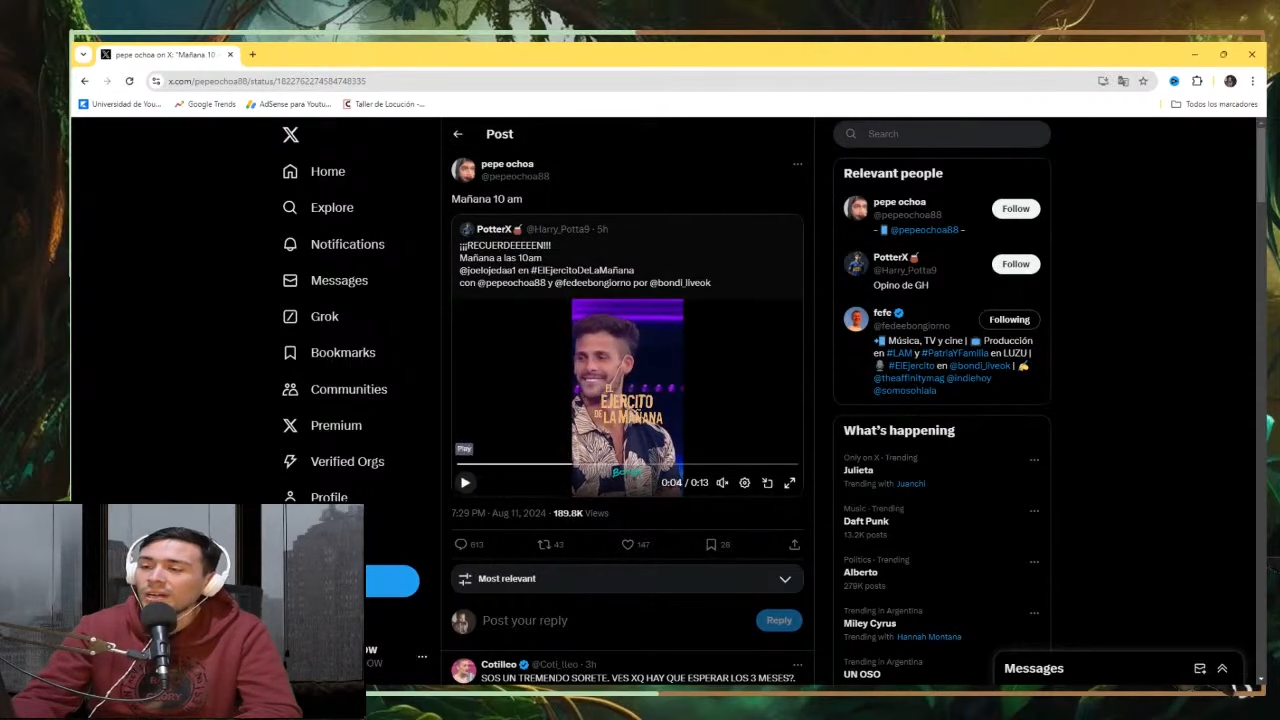 pepe ochoa on X: "Mañana 10
x.com/pepeochoa88/status/1822762274584748335
Universidad de You...
Google Trends
AdSense para Youtu...
Taller de Locución -...
Todos los marcadores
Home
Explore
Notifications
Messages
Grok
Bookmarks
Communities
Premium
Verified Orgs
Profile
Post
pepe ochoa
@pepeochoa88
Mañana 10 am
PotterX @Harry_Potta9 · 5h
¡¡¡RECUERDEEEEN!!!
Mañana a las 10am
@joelojedaa1 en #ElEjercitoDeLaMañana
con @pepeochoa88 y @fedeebongiorno por @bondi_liveok
EL
EJERCITO
DE LA MAÑANA
Play
0:04 / 0:13
7:29 PM · Aug 11, 2024 · 189.8K Views
613
43
147
28
Most relevant
Post your reply
Reply
Cotilleo @Coti_lleo · 3h
SOS UN TREMENDO SORETE. VES XQ HAY QUE ESPERAR LOS 3 MESES?.
Search
Relevant people
pepe ochoa
@pepeochoa88
Follow
- @pepeochoa88 -
PotterX
@Harry_Potta9
Follow
Opino de GH
fefe
@fedeebongiorno
Following
Música, TV y cine | Producción
en #LAM y #PatriaYFamilia en LUZU |
#ElEjercito en @bondi_liveok |
@theaffinitymag @indiehoy
@somosohlala
What's happening
Only on X · Trending
Julieta
Trending with Juanchi
Music · Trending
Daft Punk
13.2K posts
Politics · Trending
Alberto
279K posts
Trending in Argentina
Miley Cyrus
Trending with Hannah Montana
Trending in Argentina
UN OSO
Messages